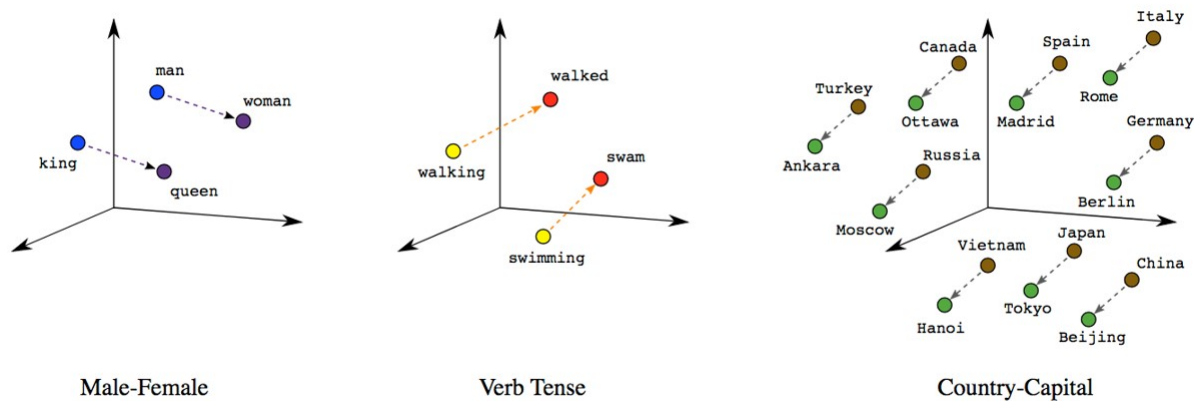 man
woman
king
queen
Male-Female
walked
walking
swam
swimming
Verb Tense
Italy
Canada
Spain
Rome
Turkey
Ottawa
Madrid
Germany
Ankara
Russia
Berlin
Moscow
Japan
Vietnam
China
Tokyo
Hanoi
Beijing
Country-Capital